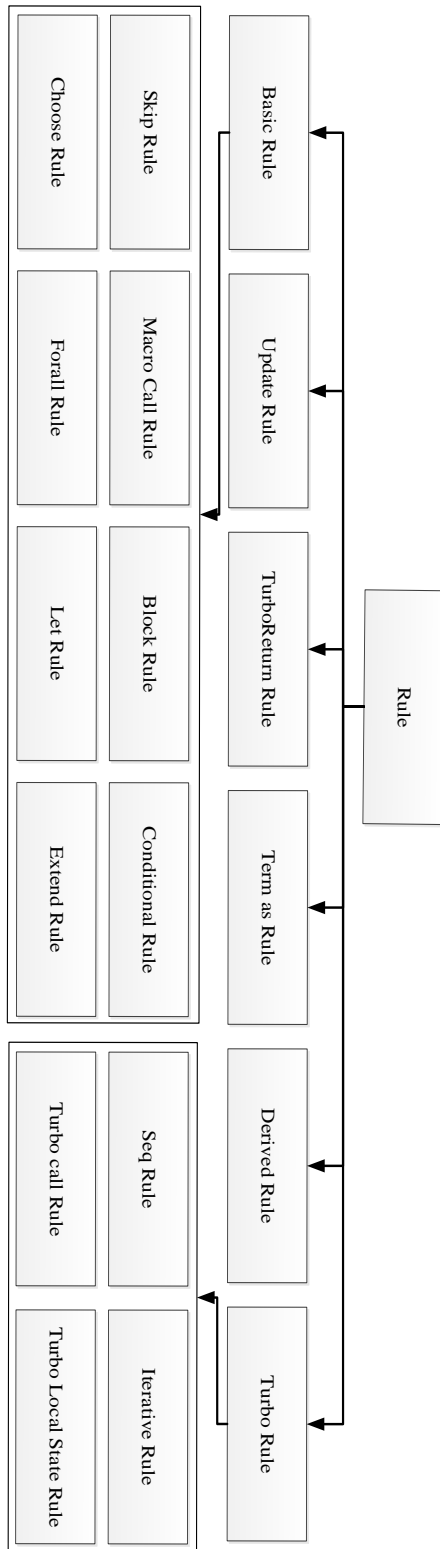 Rule
Basic Rule
Update Rule
TurboReturn Rule
Term as Rule
Derived Rule
Turbo Rule
Skip Rule
Macro Call Rule
Block Rule
Conditional Rule
Choose Rule
Forall Rule
Let Rule
Extend Rule
Seq Rule
Iterative Rule
Turbo call Rule
Turbo Local State Rule